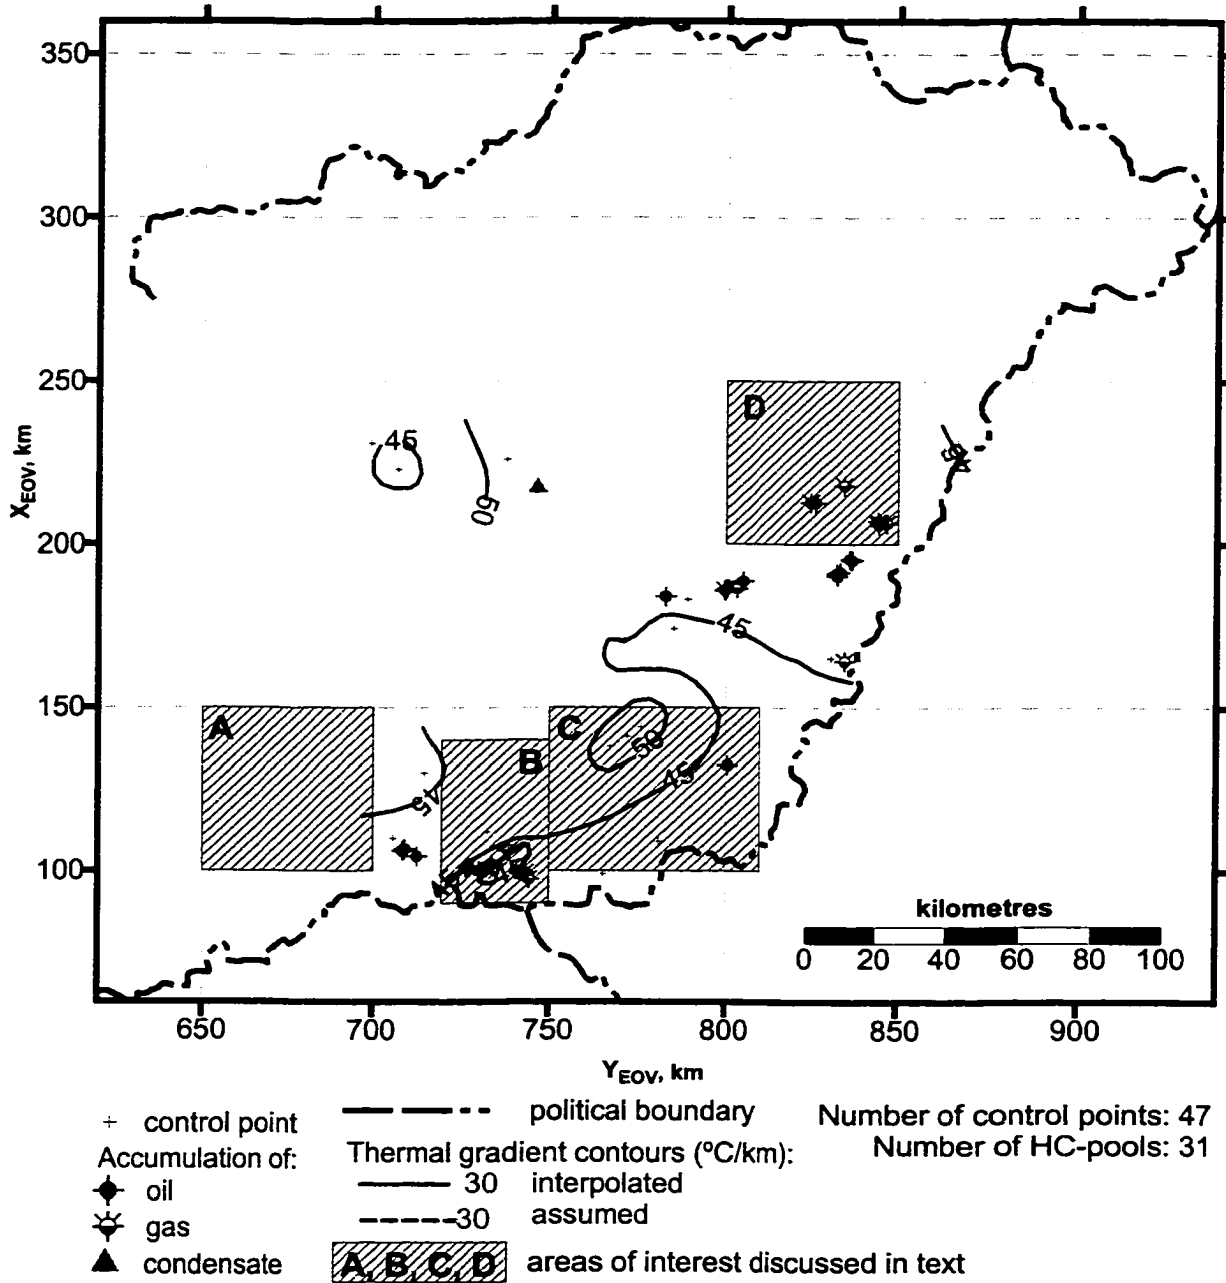 350
300
250
200
150
100
X_EOV, km
45
50
D
45
A
B
C
50
45
kilometres
0 20 40 60 80 100
650 700 750 800 850 900
Y_EOV, km
+ control point
political boundary
Number of control points: 47
Number of HC-pools: 31
Accumulation of:
oil
gas
condensate
Thermal gradient contours (ºC/km):
30 interpolated
30 assumed
A, B, C, D areas of interest discussed in text